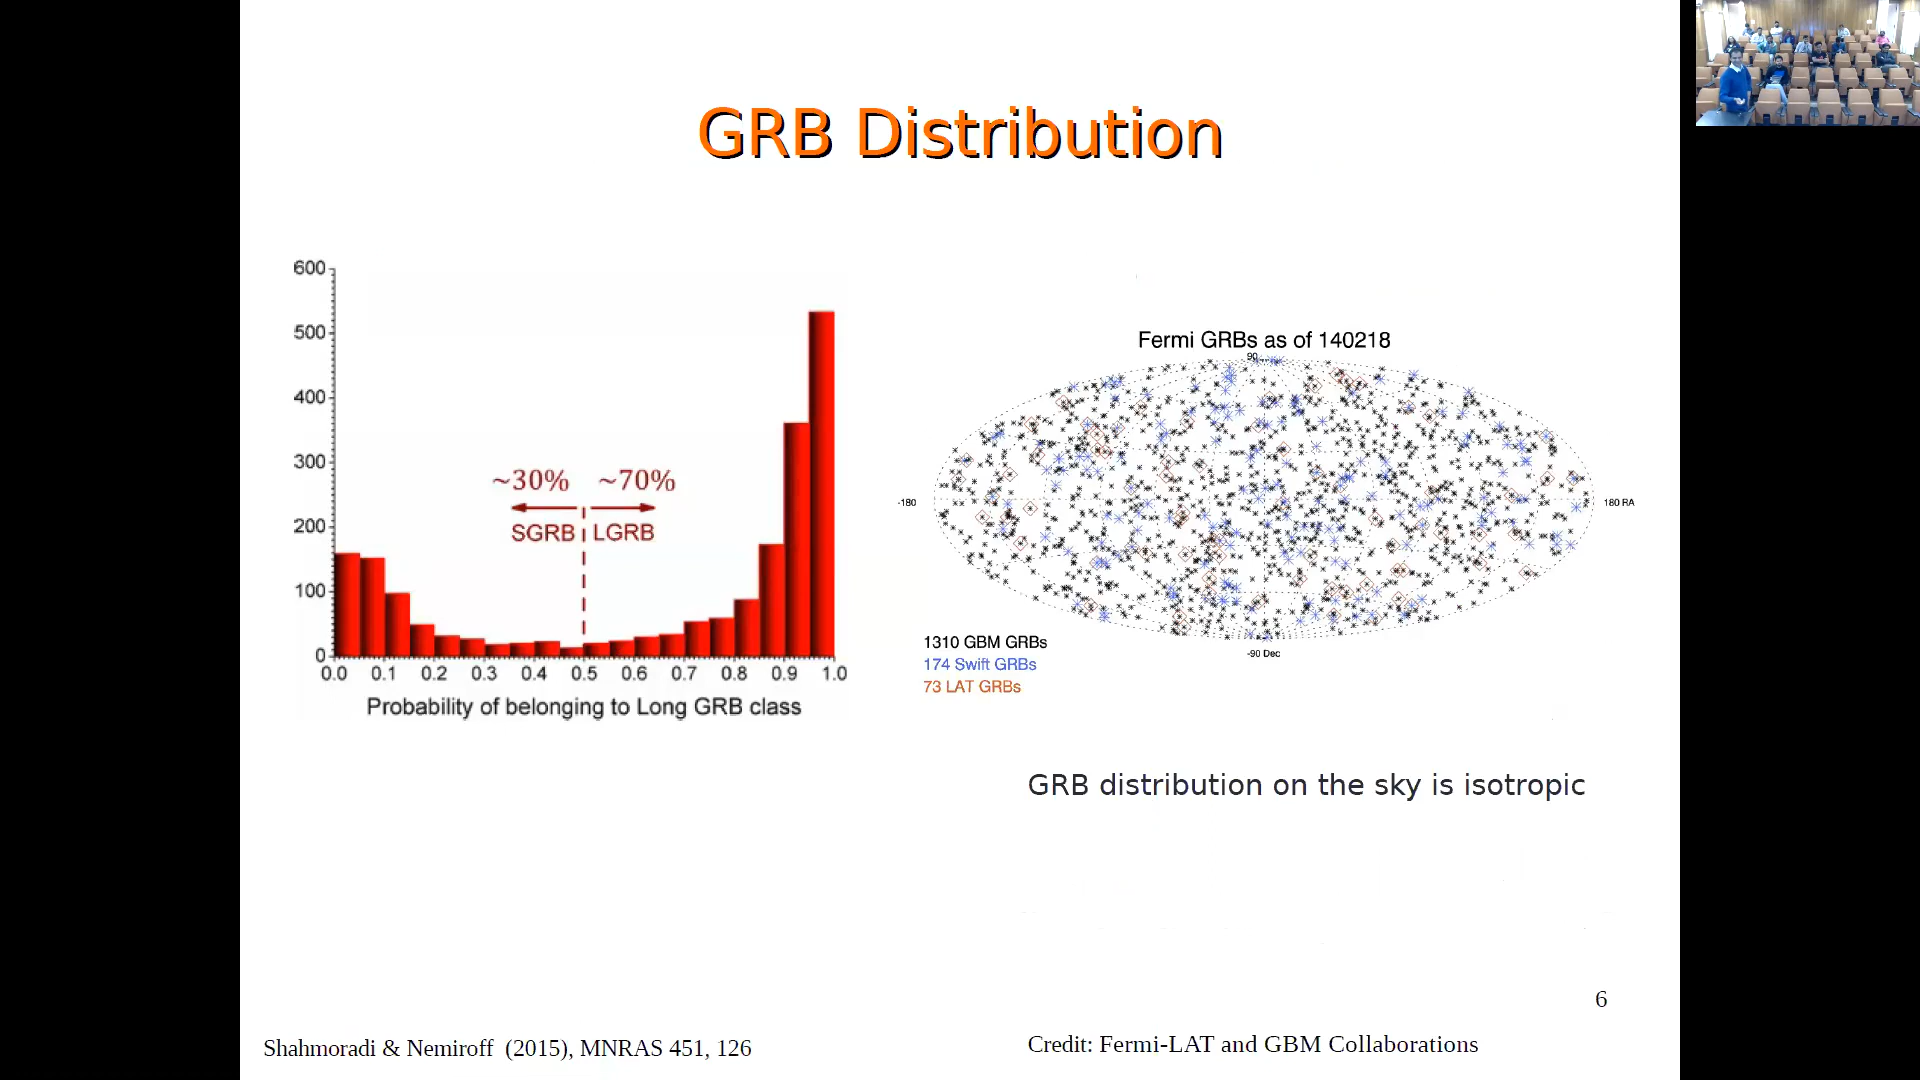 GRB Distribution
600
500
400
300
200
100
0
~30% ~70%
SGRB LGRB
0.0 0.1 0.2 0.3 0.4 0.5 0.6 0.7 0.8 0.9 1.0
Probability of belonging to Long GRB class
Fermi GRBs as of 140218
90
-180
180 RA
-90 Dec
1310 GBM GRBs
174 Swift GRBs
73 LAT GRBs
GRB distribution on the sky is isotropic
6
Shahmoradi & Nemiroff (2015), MNRAS 451, 126
Credit: Fermi-LAT and GBM Collaborations